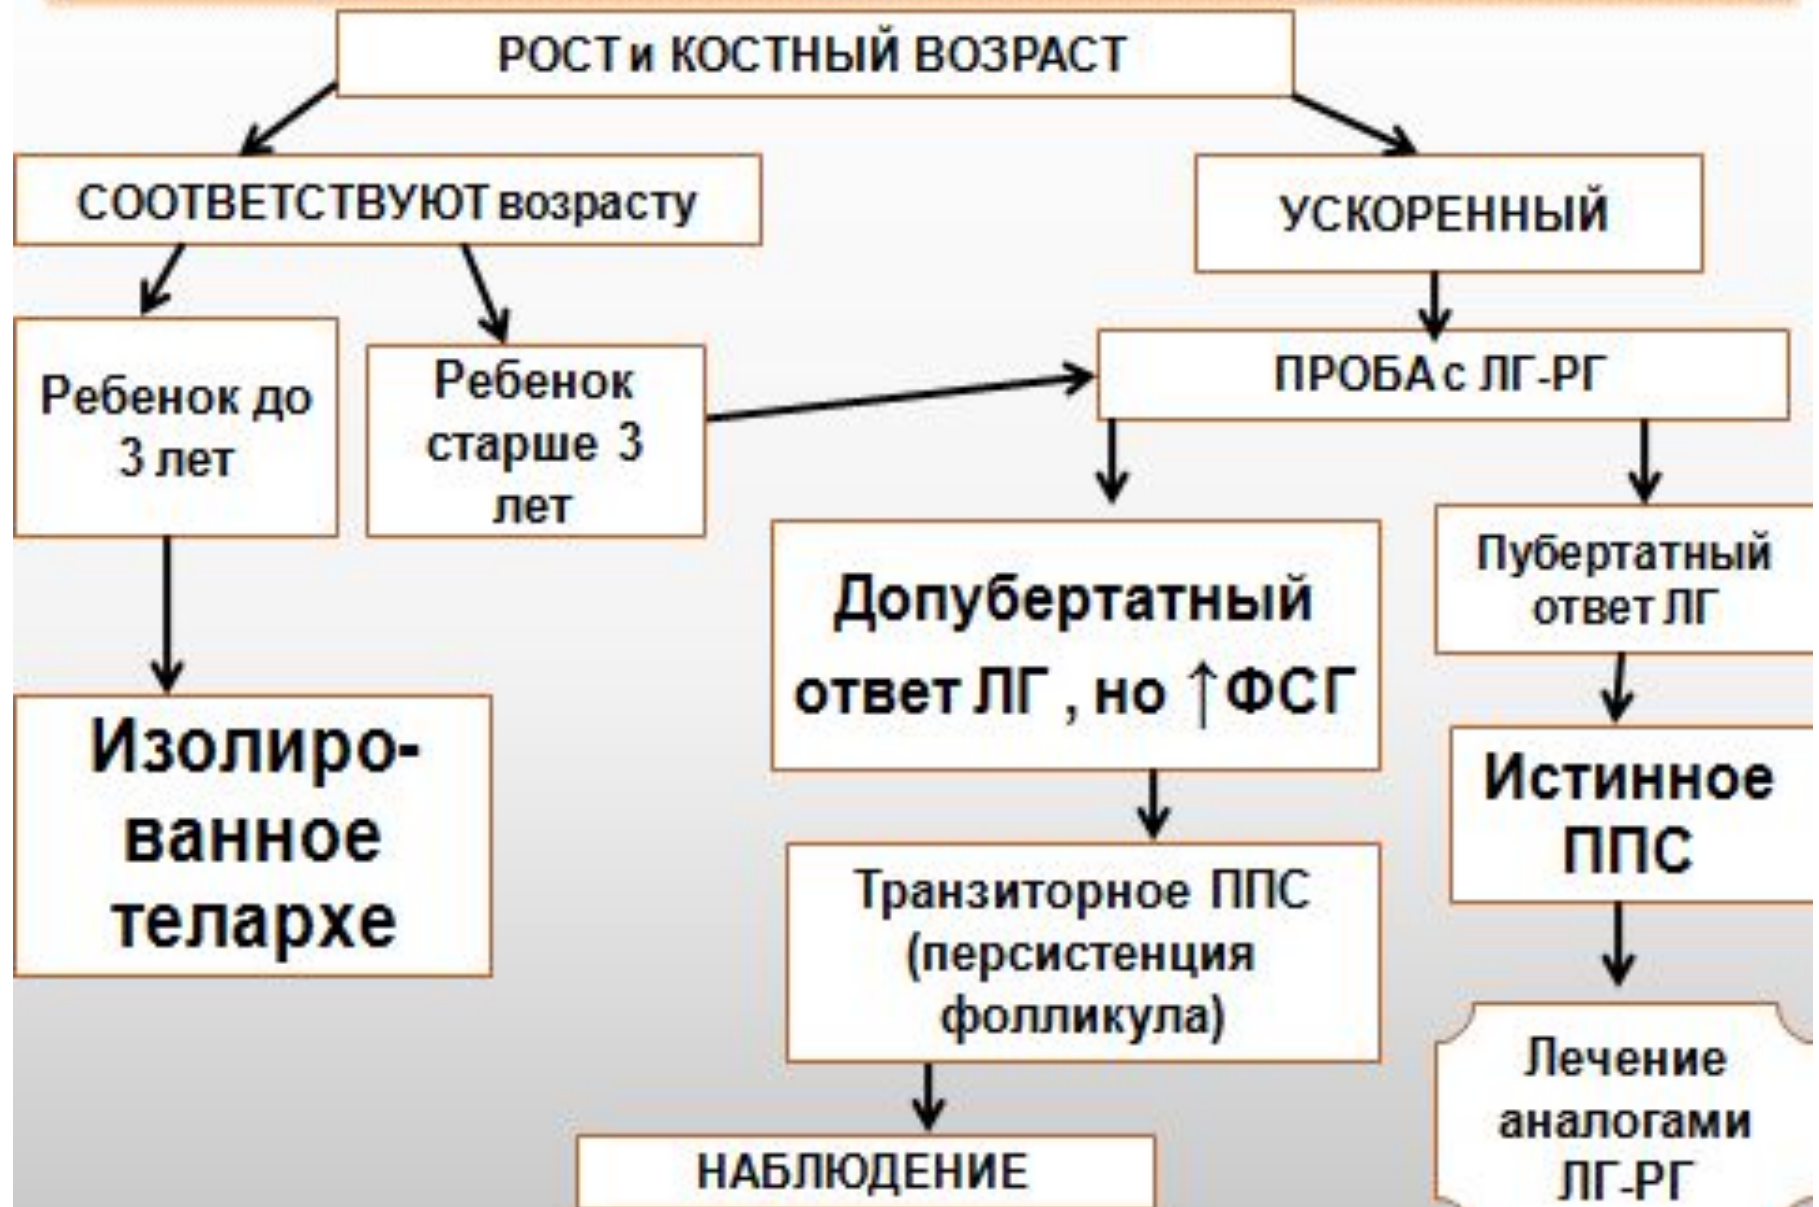 РОСТ и КОСТНЫЙ ВОЗРАСТ
СООТВЕТСТВУЮТ возрасту
УСКОРЕННЫЙ
Ребенок до
3 лет
Ребенок
старше 3
лет
ПРОБА с ЛГ-РГ
Допубертатный
ответ ЛГ , но ↑ФСГ
Пубертатный
ответ ЛГ
Изолиро-
ванное
телархе
Истинное
ППС
Транзиторное ППС
(персистенция
фолликула)
Лечение
аналогами
ЛГ-РГ
НАБЛЮДЕНИЕ